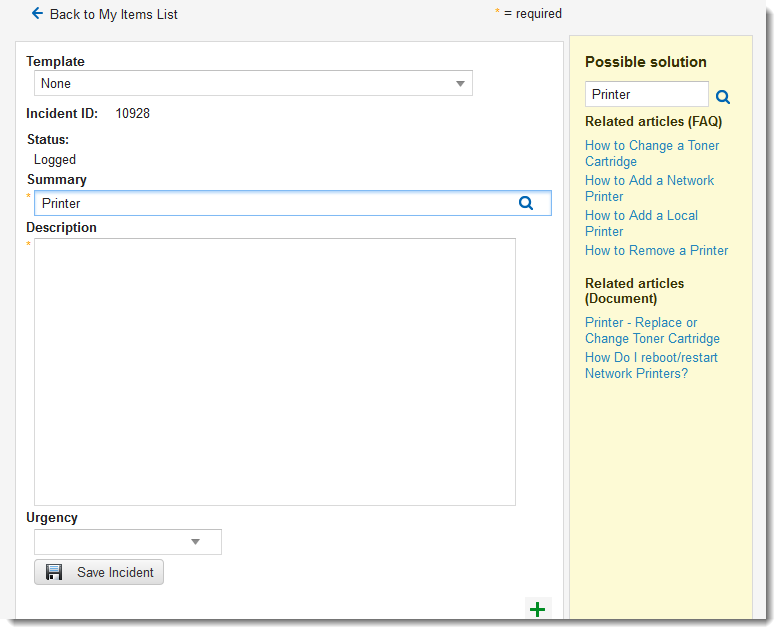 Back to My Items List
* = required
Template
None
Incident ID: 10928
Status:
Logged
Summary
* Printer
Description
*
Urgency
Save Incident
Possible solution
Printer
Related articles (FAQ)
How to Change a Toner
Cartridge
How to Add a Network
Printer
How to Add a Local
Printer
How to Remove a Printer
Related articles
(Document)
Printer - Replace or
Change Toner Cartridge
How Do I reboot/restart
Network Printers?